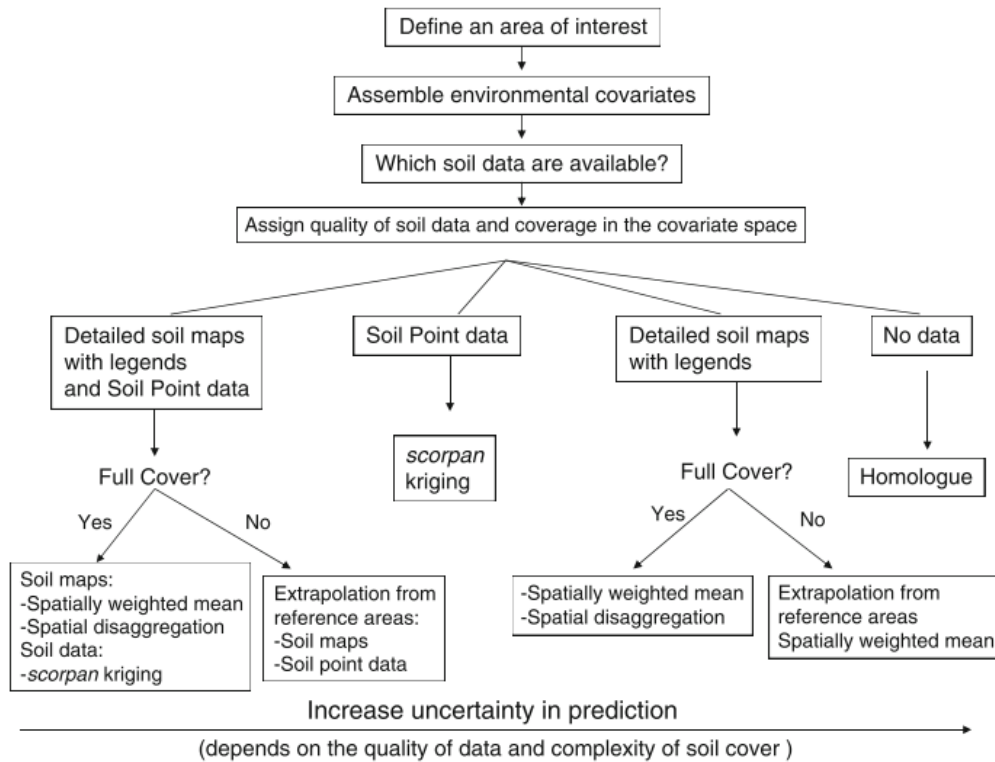 Define an area of interest
Assemble environmental covariates
Which soil data are available?
Assign quality of soil data and coverage in the covariate space
Detailed soil maps
with legends
and Soil Point data
Soil Point data
Detailed soil maps
with legends
No data
scorpan
kriging
Homologue
Full Cover?
Yes
No
Full Cover?
Yes
No
Soil maps:
-Spatially weighted mean
-Spatial disaggregation
Soil data:
-scorpan kriging
Extrapolation from
reference areas:
-Soil maps
-Soil point data
-Spatially weighted mean
-Spatial disaggregation
Extrapolation from
reference areas
Spatially weighted mean
Increase uncertainty in prediction
(depends on the quality of data and complexity of soil cover )